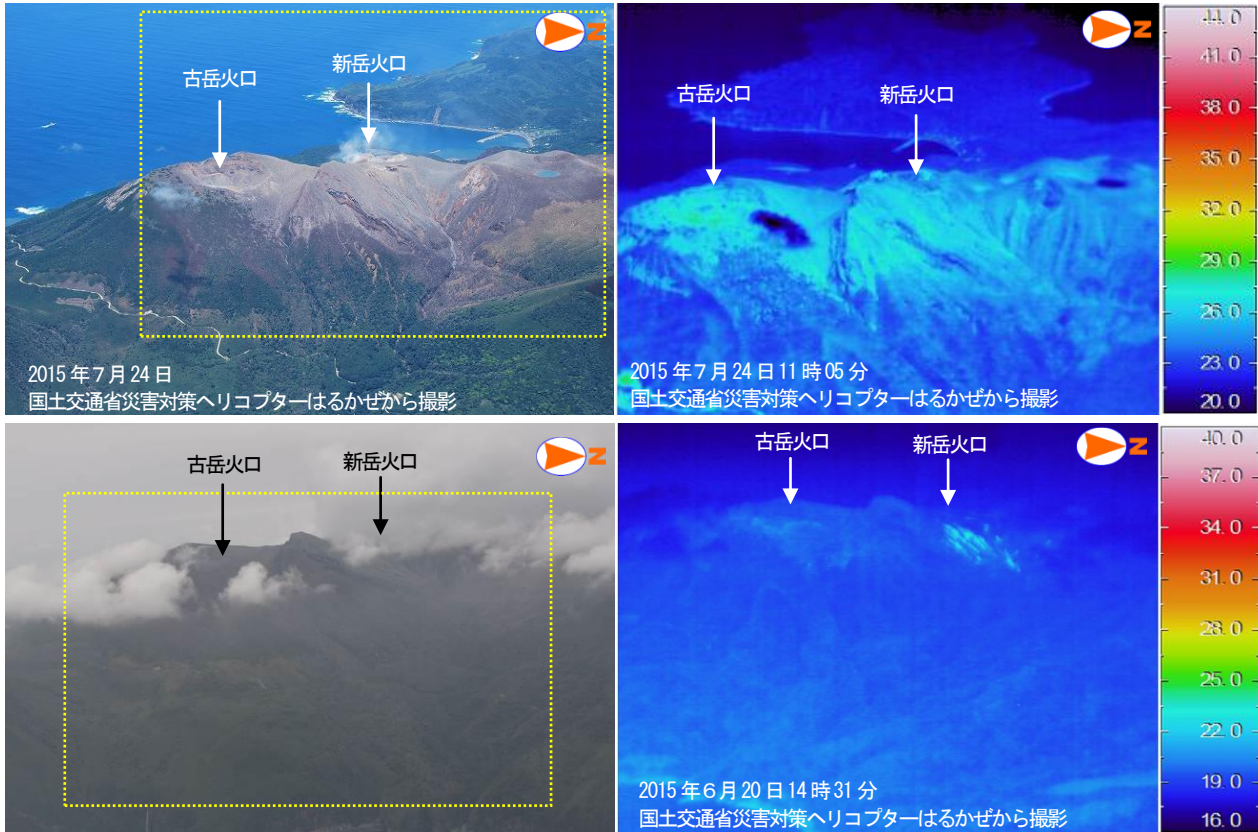 N
古岳火口
新岳火口
2015年7月24日
国土交通省災害対策ヘリコプターはるかぜから撮影
N
古岳火口
新岳火口
2015年7月24日11時05分
国土交通省災害対策ヘリコプターはるかぜから撮影
44.0
41.0
38.0
35.0
32.0
29.0
26.0
23.0
20.0
N
古岳火口
新岳火口
N
古岳火口
新岳火口
2015年6月20日14時31分
国土交通省災害対策ヘリコプターはるかぜから撮影
40.0
37.0
34.0
31.0
28.0
25.0
22.0
19.0
16.0